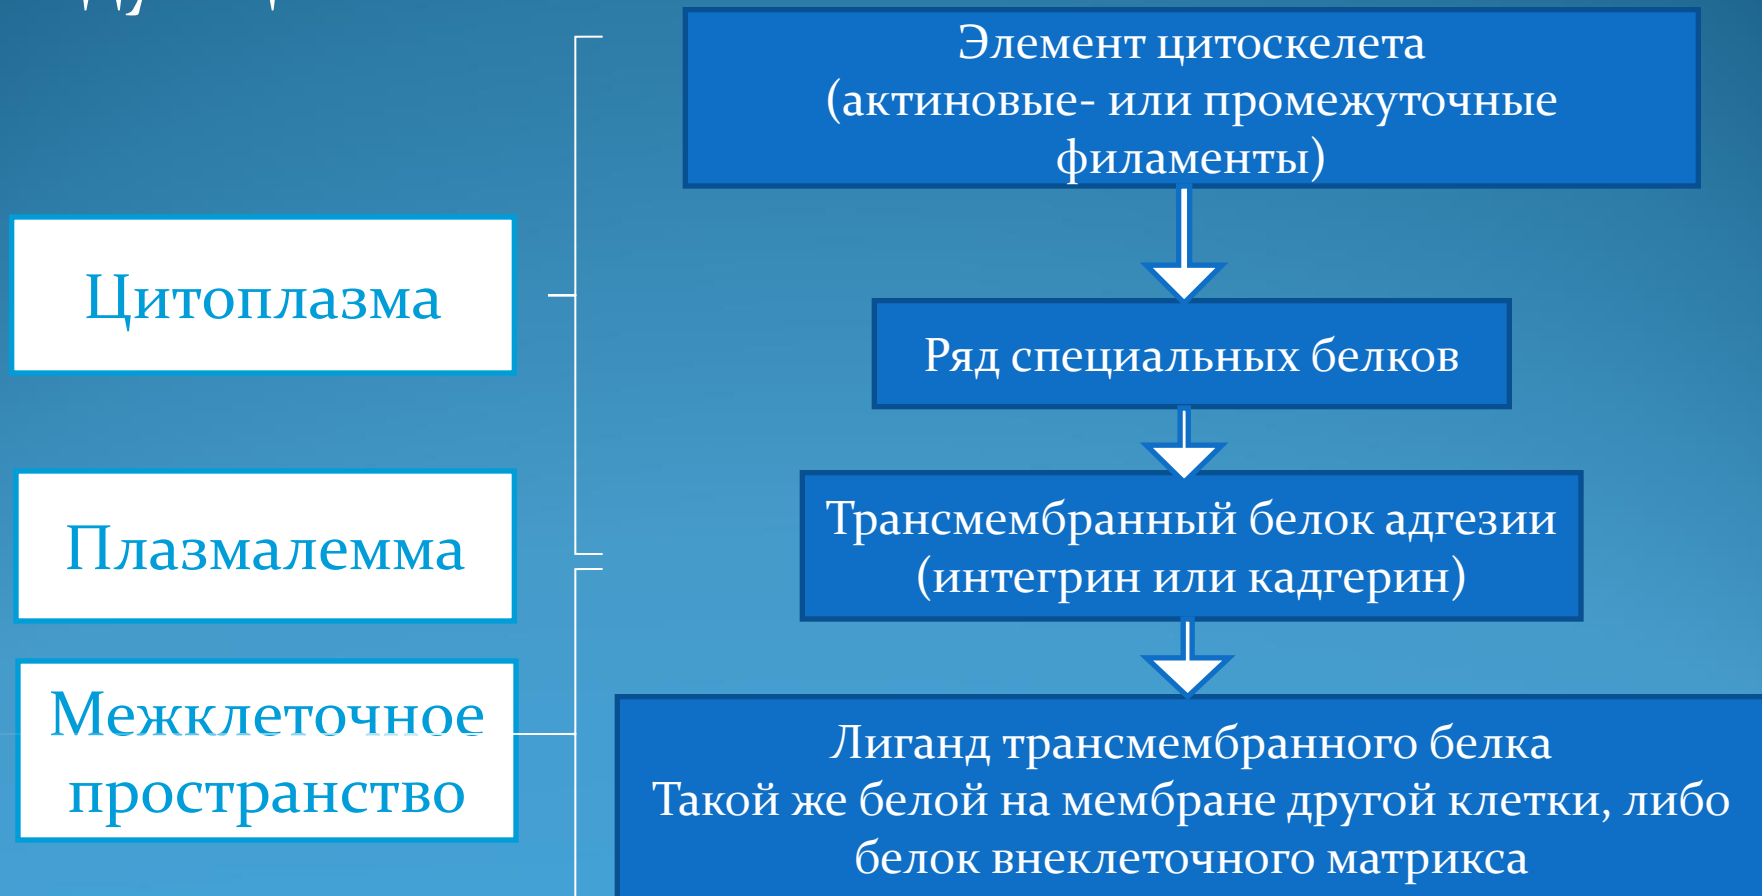 Элемент цитоскелета
(актиновые- или промежуточные
филаменты)
Цитоплазма
Ряд специальных белков
Плазмалемма
Трансмембранный белок адгезии
(интегрин или кадгерин)
Межклеточное
пространство
Лиганд трансмембранного белка
Такой же белой на мембране другой клетки, либо
белок внеклеточного матрикса